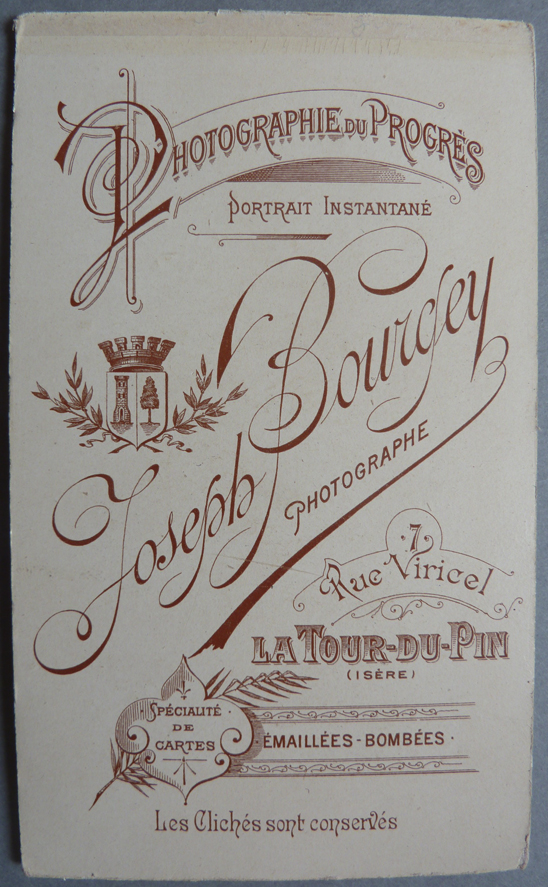 Photographie du Progrès
Portrait Instantané
Joseph Bourgey
Photographe
7
Rue Viricel
La Tour-du-Pin
(Isère)
Spécialité
de
Cartes
Émaillées-Bombées.
Les Clichés sont conservés